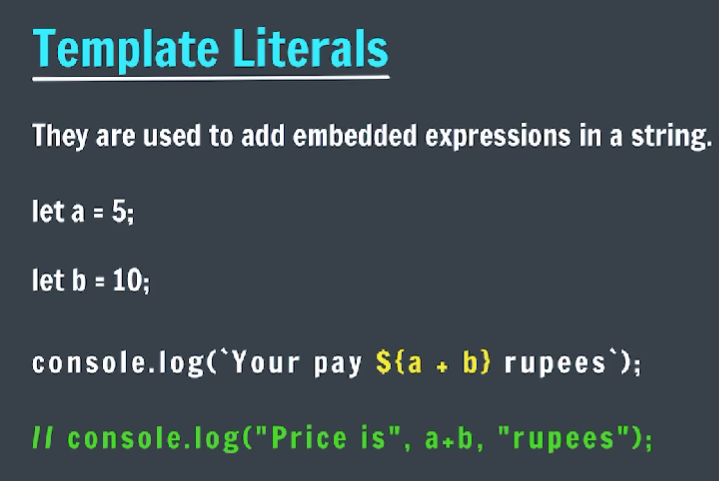 Template Literals
They are used to add embedded expressions in a string.
let a = 5;
let b = 10;
console.log(`Your pay ${a + b} rupees`);
// console.log("Price is", a+b, "rupees");